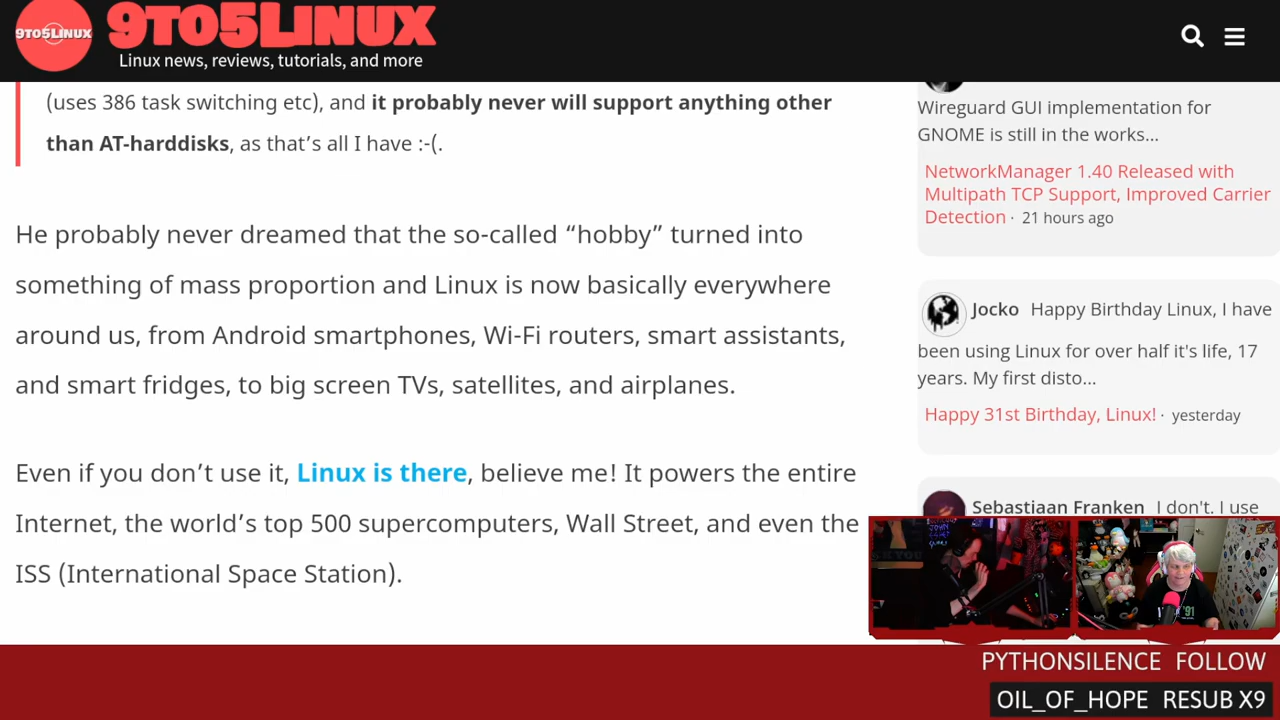 9TO5LINUX
9TO5LINUX
Linux news, reviews, tutorials, and more
(uses 386 task switching etc), and it probably never will support anything other
than AT-harddisks, as that’s all I have :-(.
He probably never dreamed that the so-called “hobby” turned into
something of mass proportion and Linux is now basically everywhere
around us, from Android smartphones, Wi-Fi routers, smart assistants,
and smart fridges, to big screen TVs, satellites, and airplanes.
Even if you don’t use it, Linux is there, believe me! It powers the entire
Internet, the world’s top 500 supercomputers, Wall Street, and even the
ISS (International Space Station).
Wireguard GUI implementation for
GNOME is still in the works...
NetworkManager 1.40 Released with
Multipath TCP Support, Improved Carrier
Detection · 21 hours ago
Jocko Happy Birthday Linux, I have
been using Linux for over half it's life, 17
years. My first disto...
Happy 31st Birthday, Linux! · yesterday
Sebastiaan Franken I don't. I use
PYTHONSILENCE FOLLOW
OIL_OF_HOPE RESUB X9